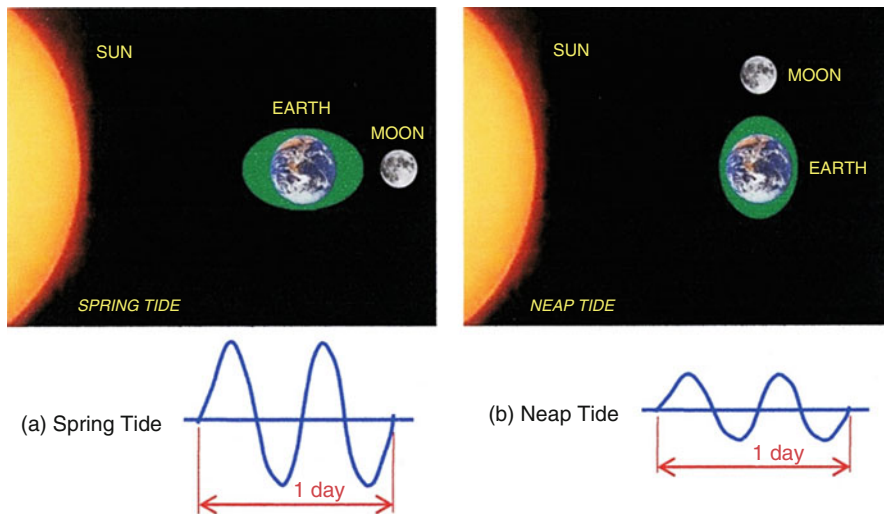 SUN
EARTH
MOON
SPRING TIDE
SUN
MOON
EARTH
NEAP TIDE
(a) Spring Tide
1 day
(b) Neap Tide
1 day